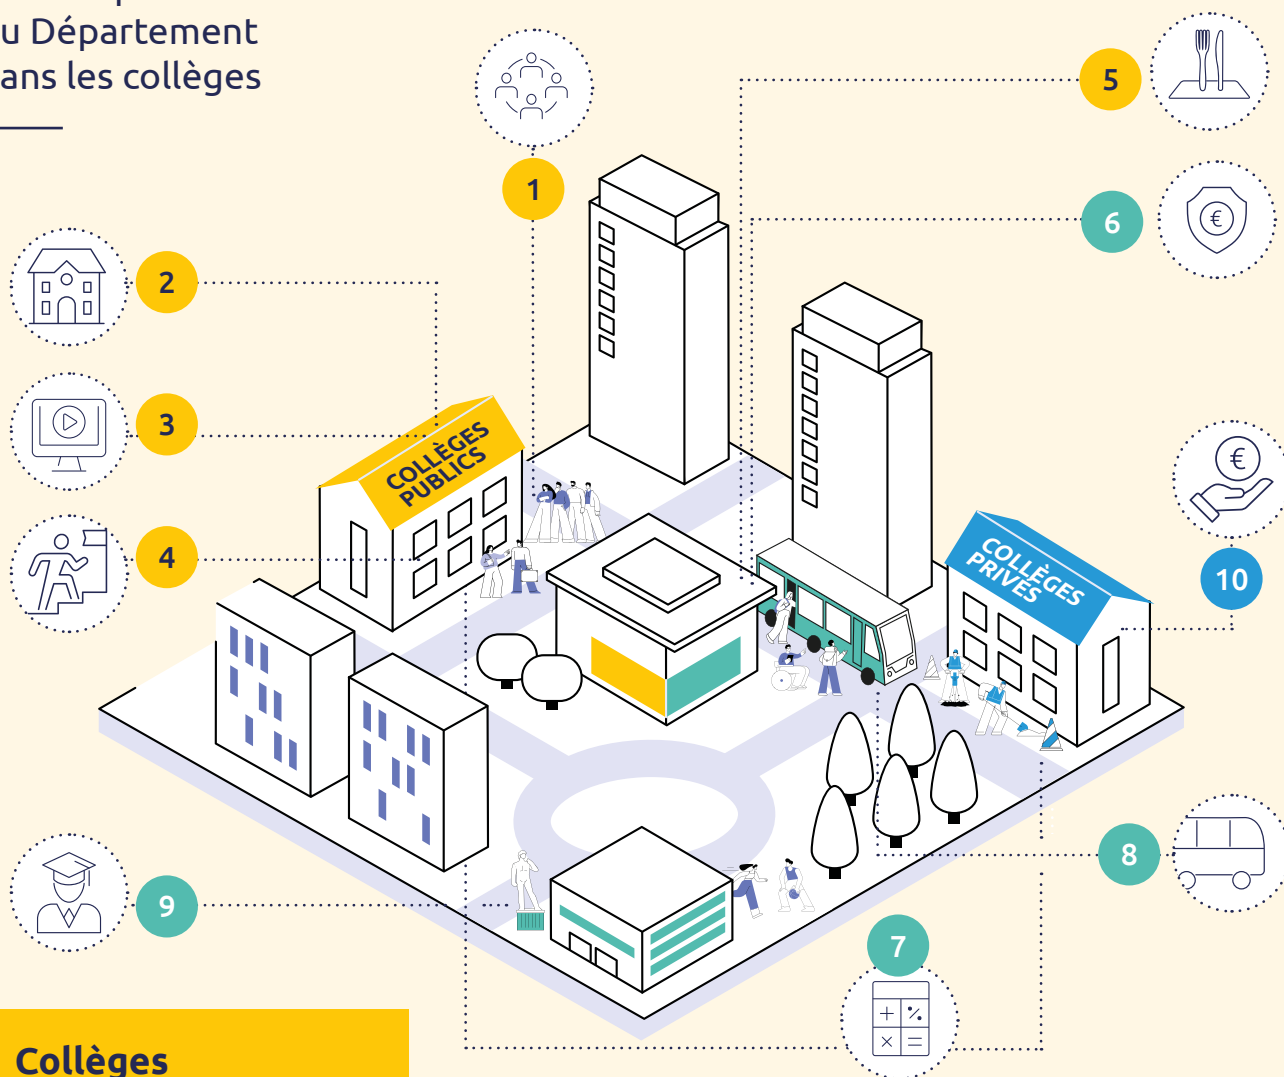 u Département
ans les collèges
1
5
6
2
3
4
COLLÈGES
PUBLICS
€
€
COLLÈGES
PRIVÉS
10
8
9
7
+ %
× =
Collèges